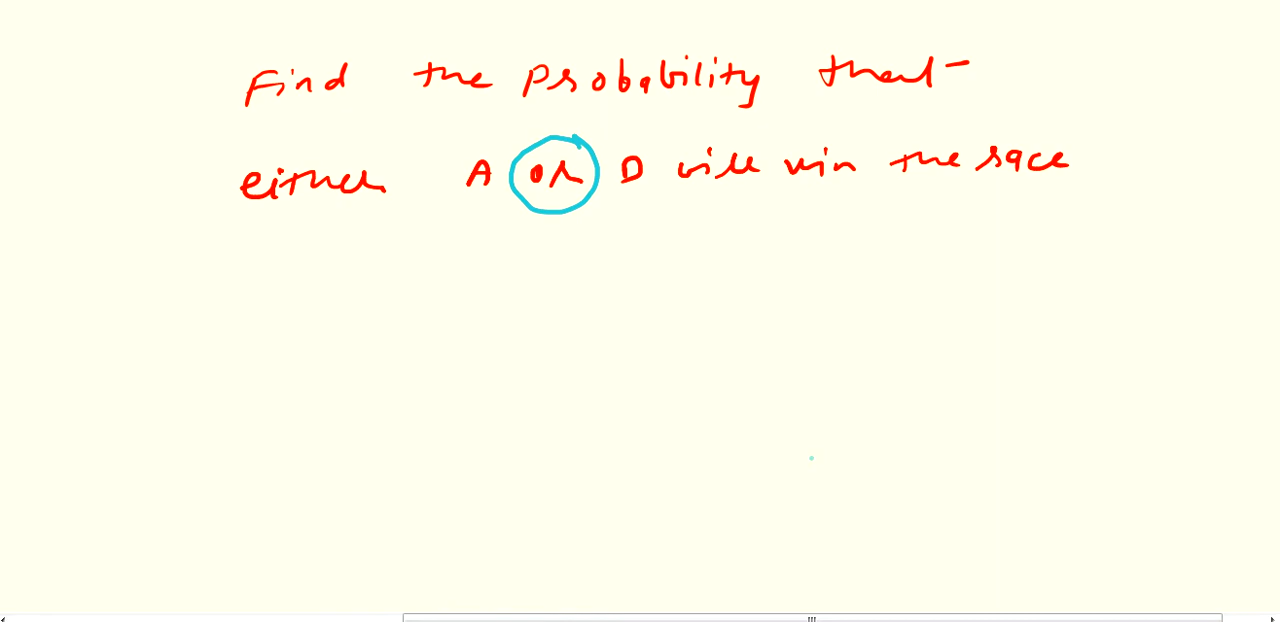 Find the probability that
either A or D will win the race